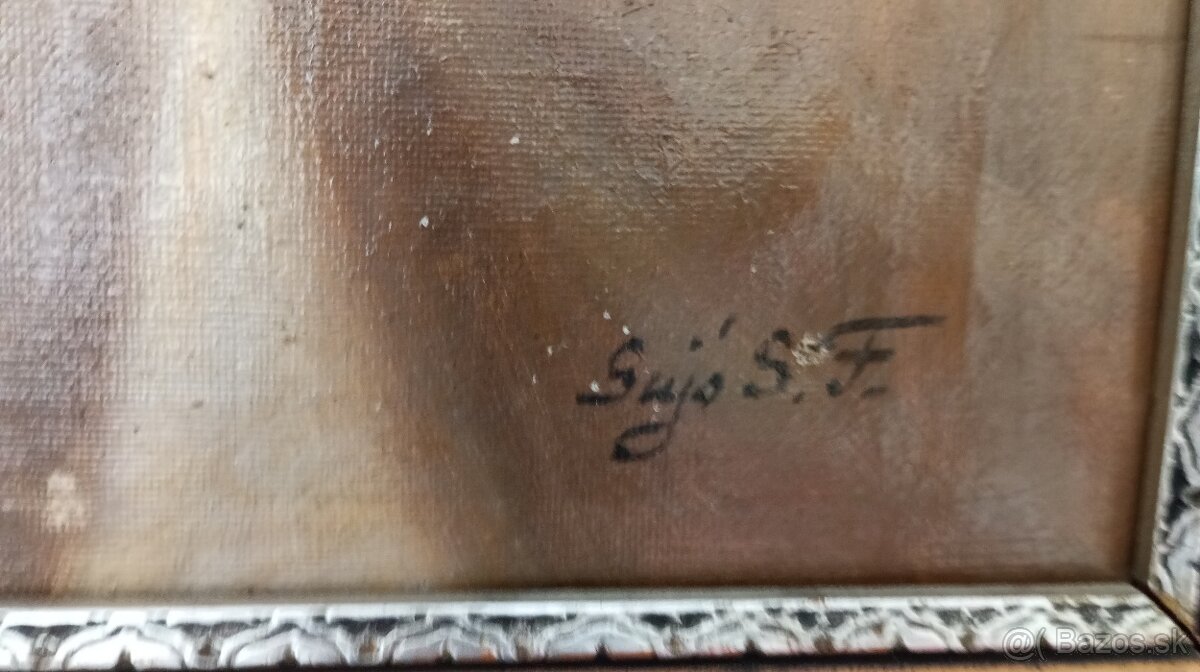 Sujó S. F.
@( Bazos.sk